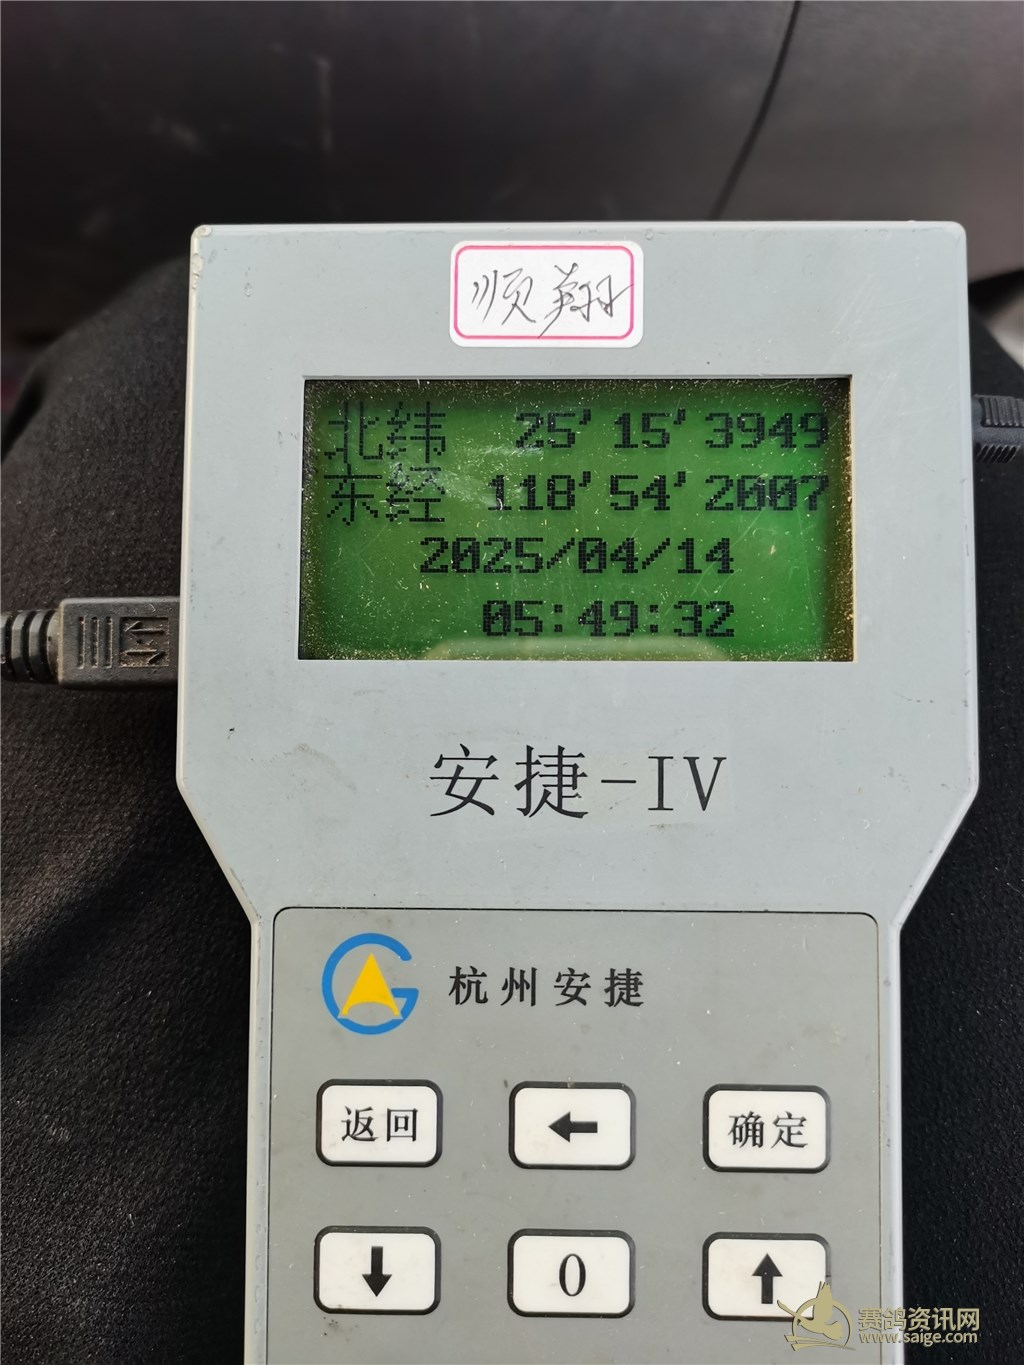 顺翔
北纬 25'15'3949
东经 118'54'2007
2025/04/14
05:49:32
安捷-IV
杭州安捷
返回 ← 确定
↓ 0 ↑
赛鸽资讯网
www.saige.com